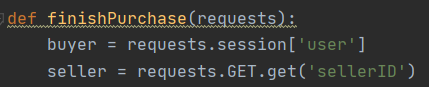 def finishPurchase(requests):
    buyer = requests.session['user']
    seller = requests.GET.get('sellerID')